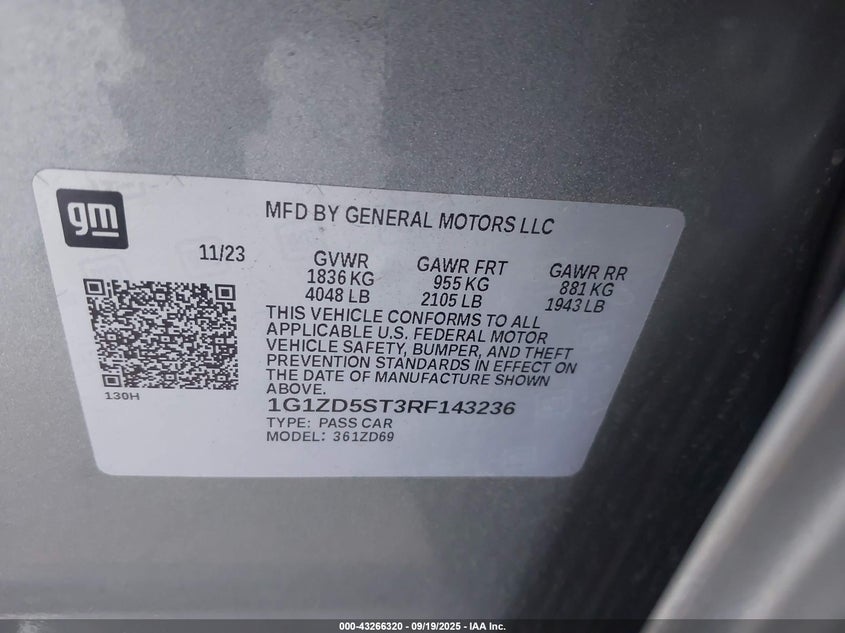 gm
MFD BY GENERAL MOTORS LLC
11/23
GVWR
1836 KG
4048 LB
GAWR FRT
955 KG
2105 LB
GAWR RR
881 KG
1943 LB
THIS VEHICLE CONFORMS TO ALL
APPLICABLE U.S. FEDERAL MOTOR
VEHICLE SAFETY, BUMPER, AND THEFT
PREVENTION STANDARDS IN EFFECT ON
THE DATE OF MANUFACTURE SHOWN
ABOVE.
130H
1G1ZD5ST3RF143236
TYPE: PASS CAR
MODEL: 361ZD69
000-43266320 - 09/19/2025 - IAA Inc.